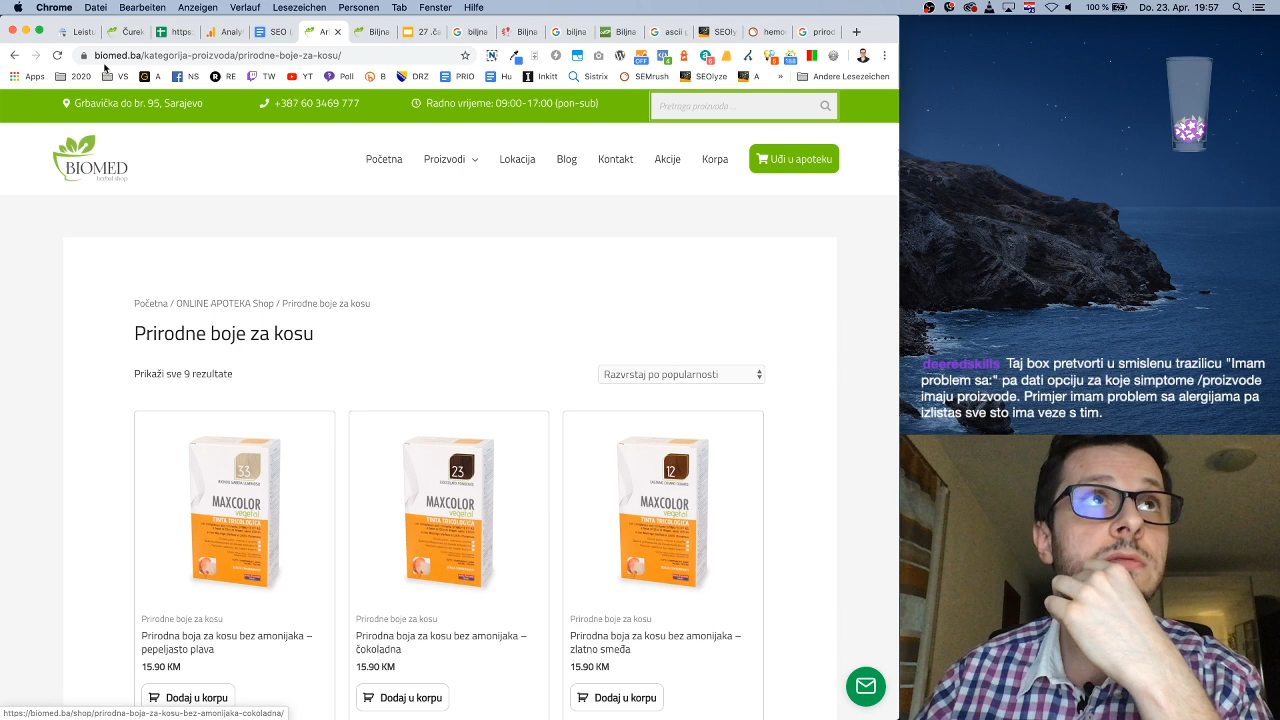 Chrome Datei Bearbeiten Anzeigen Verlauf Lesezeichen Personen Tab Fenster Hilfe
100 % Do. 23. Apr. 19:57
biomed.ba/kategorija-proizvoda/prirodne-boje-za-kosu/
Apps 2020 VS A NS RE TW YT Poll B DRZ PRIO Hu Inkitt Sistrix SEMrush SEOlyze A » Andere Lesezeichen
Grbavička do br. 95, Sarajevo +387 60 3469 777 Radno vrijeme: 09:00-17:00 (pon-sub) Pretraga proizvoda ...
BIOMED
herbal shop
Početna Proizvodi Lokacija Blog Kontakt Akcije Korpa Uđi u apoteku
Početna / ONLINE APOTEKA Shop / Prirodne boje za kosu
Prirodne boje za kosu
Prikaži sve 9 rezultate Razvrstaj po popularnosti
33 23 12
MAXCOLOR MAXCOLOR MAXCOLOR
vegetal vegetal vegetal
TINTA TRICOLOGICA TINTA TRICOLOGICA TINTA TRICOLOGICA
Prirodne boje za kosu Prirodne boje za kosu Prirodne boje za kosu
Prirodna boja za kosu bez amonijaka – Prirodna boja za kosu bez amonijaka – Prirodna boja za kosu bez amonijaka –
pepeljasto plava čokoladna zlatno smeđa
15.90 KM 15.90 KM 15.90 KM
Dodaj u korpu Dodaj u korpu Dodaj u korpu
https://biomed.ba/shop/prirodna-boja-za-kosu-bez-amonijaka-cokoladna/
deeredskills Taj box pretvorti u smislenu trazilicu "Imam
problem sa:" pa dati opciju za koje simptome /proizvode
imaju proizvode. Primjer imam problem sa alergijama pa
izlistas sve sto ima veze s tim.